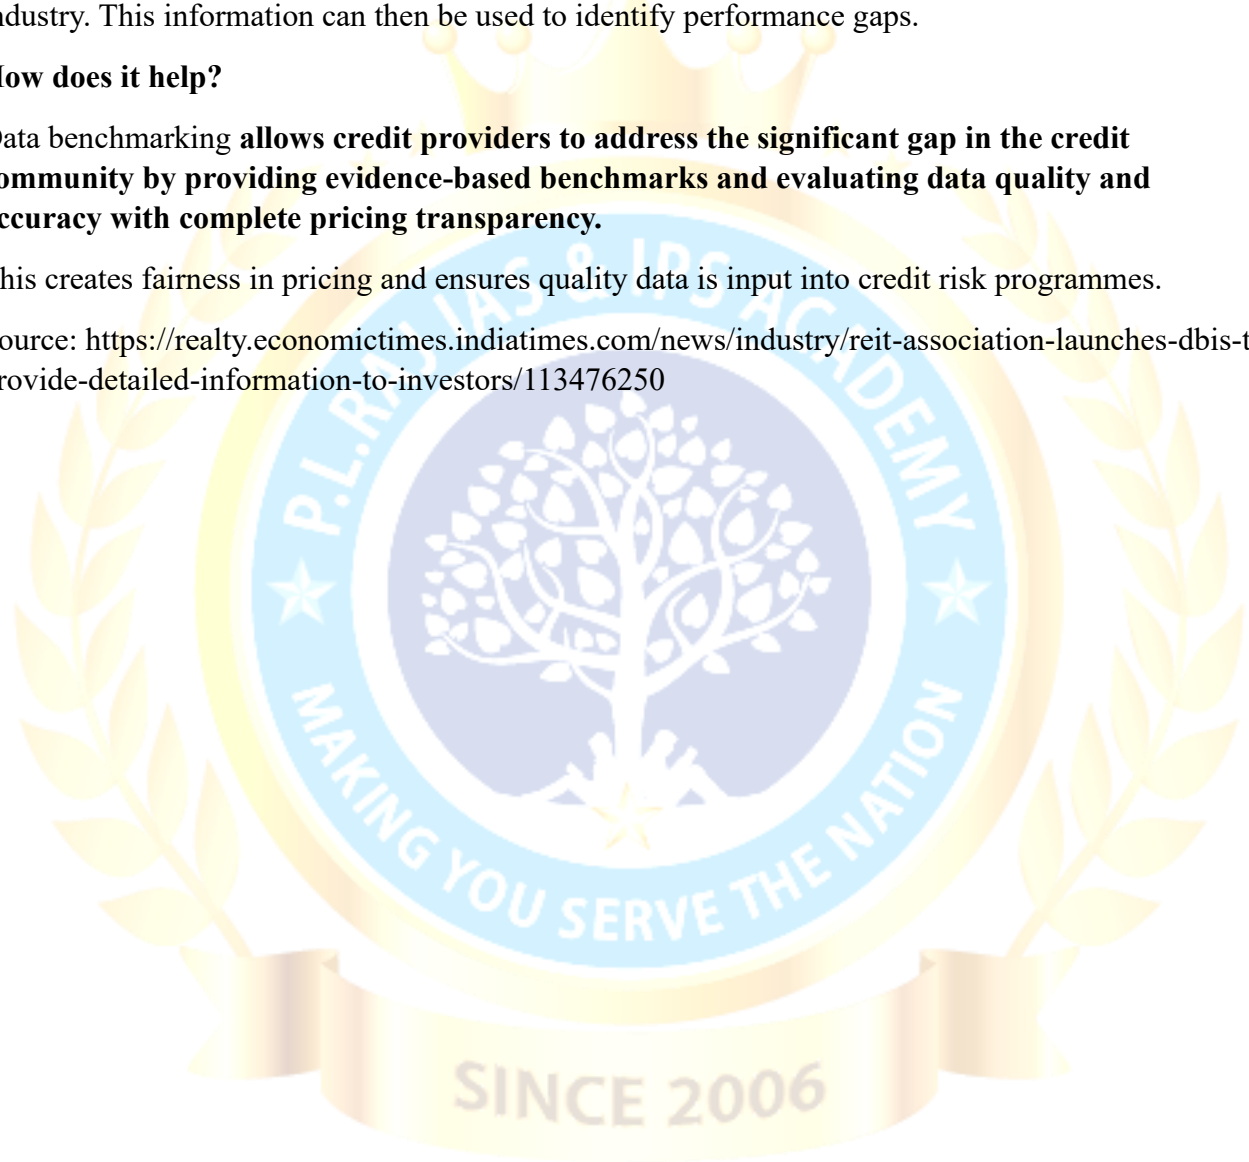 ndustry. This information can then be used to identify performance gaps.
ow does it help?
ata benchmarking allows credit providers to address the significant gap in the credit
ommunity by providing evidence-based benchmarks and evaluating data quality and
ccuracy with complete pricing transparency.
his creates fairness in pricing and ensures quality data is input into credit risk programmes.
ource: https://realty.economictimes.indiatimes.com/news/industry/reit-association-launches-dbis-t
rovide-detailed-information-to-investors/113476250
P.L.RAJ IAS & IPS ACADEMY
MAKING YOU SERVE THE NATION
SINCE 2006